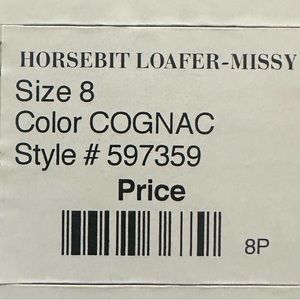 HORSEBIT LOAFER-MISSY
Size 8
Color COGNAC
Style # 597359
Price
8P